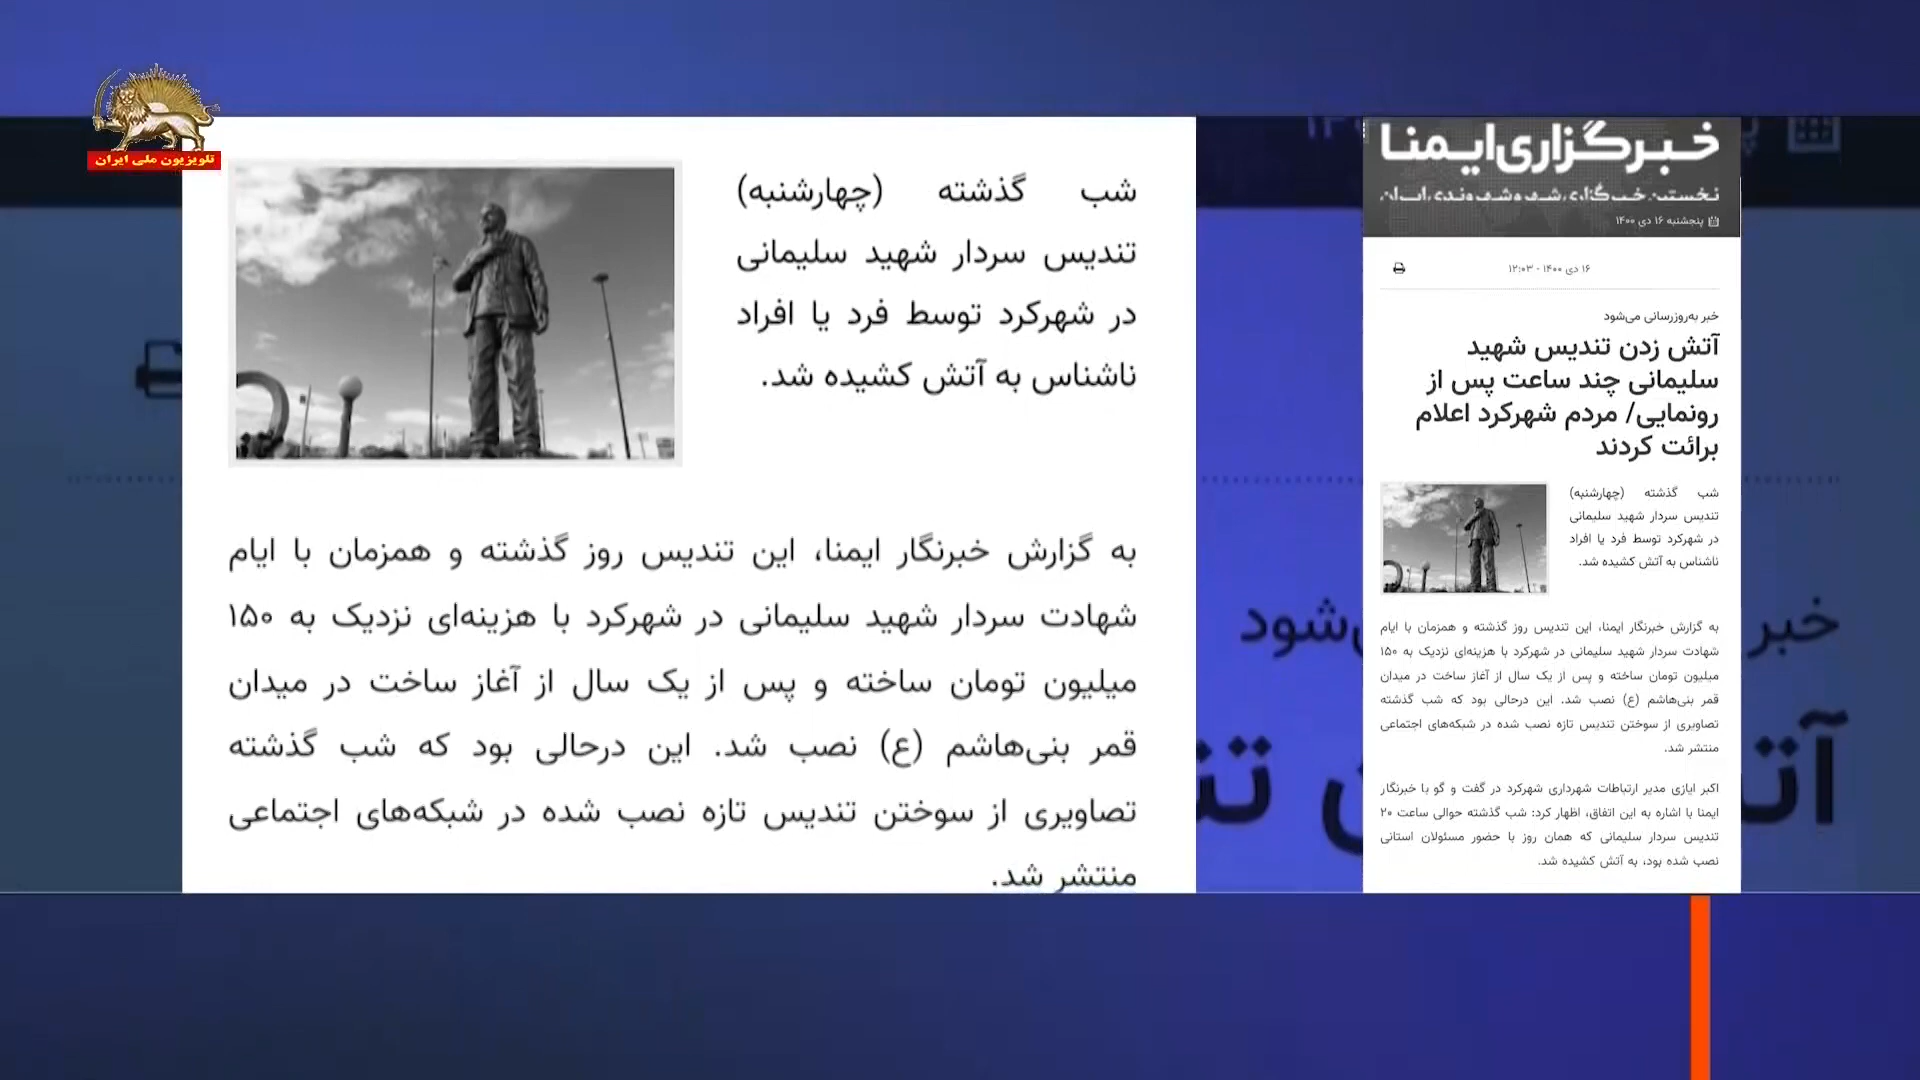 تلویزیون ملی ایران
شب گذشته (چهارشنبه)
تندیس سردار شهید سلیمانی
در شهرکرد توسط فرد یا افراد
ناشناس به آتش کشیده شد.
به گزارش خبرنگار ایمنا، این تندیس روز گذشته و همزمان با ایام
شهادت سردار شهید سلیمانی در شهرکرد با هزینه‌ای نزدیک به ۱۵۰
میلیون تومان ساخته و پس از یک سال از آغاز ساخت در میدان
قمر بنی‌هاشم (ع) نصب شد. این درحالی بود که شب گذشته
تصاویری از سوختن تندیس تازه نصب شده در شبکه‌های اجتماعی
منتشر شد.
خبرگزاری ایمنا
نخستین خبرگزاری شهر و شهروندی ایران
پنجشنبه ۱۶ دی ۱۴۰۰
۱۶ دی ۱۴۰۰ - ۱۲:۰۳
خبر به‌روزرسانی می‌شود
آتش زدن تندیس شهید
سلیمانی چند ساعت پس از
رونمایی/ مردم شهرکرد اعلام
برائت کردند
شب گذشته (چهارشنبه)
تندیس سردار شهید سلیمانی
در شهرکرد توسط فرد یا افراد
ناشناس به آتش کشیده شد.
به گزارش خبرنگار ایمنا، این تندیس روز گذشته و همزمان با ایام
شهادت سردار شهید سلیمانی در شهرکرد با هزینه‌ای نزدیک به ۱۵۰
میلیون تومان ساخته و پس از یک سال از آغاز ساخت در میدان
قمر بنی‌هاشم (ع) نصب شد. این درحالی بود که شب گذشته
تصاویری از سوختن تندیس تازه نصب شده در شبکه‌های اجتماعی
منتشر شد.
اکبر ایازی مدیر ارتباطات شهرداری شهرکرد در گفت و گو با خبرنگار
ایمنا با اشاره به این اتفاق، اظهار کرد: شب گذشته حوالی ساعت ۲۰
تندیس سردار سلیمانی که همان روز با حضور مسئولان استانی
نصب شده بود، به آتش کشیده شد.
خبر